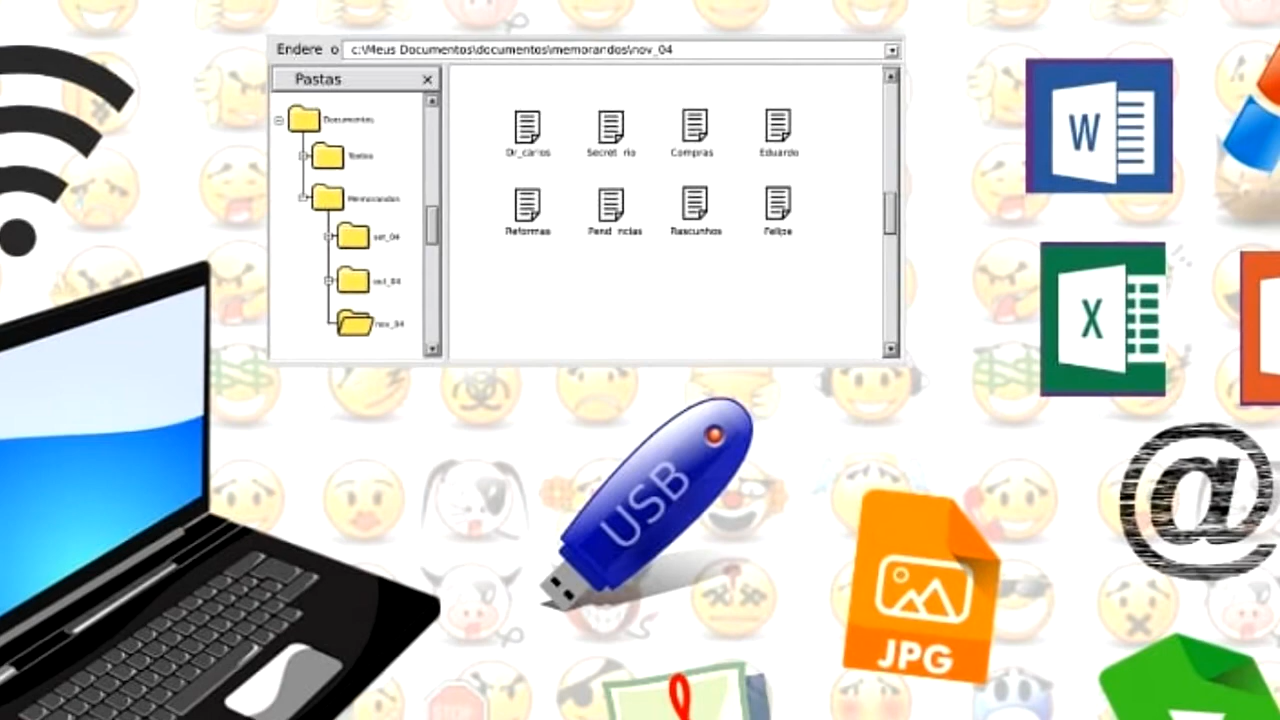 Endere o c:\Meus Documentos\documentos\memorandos\nov_04
Pastas
Documentos
Textos
Memorandos
set_04
out_04
nov_04
Dr_carlos Secret rio Compras Eduardo
Reformas Pend ncias Rascunhos Felipe
W
X
@
USB
JPG